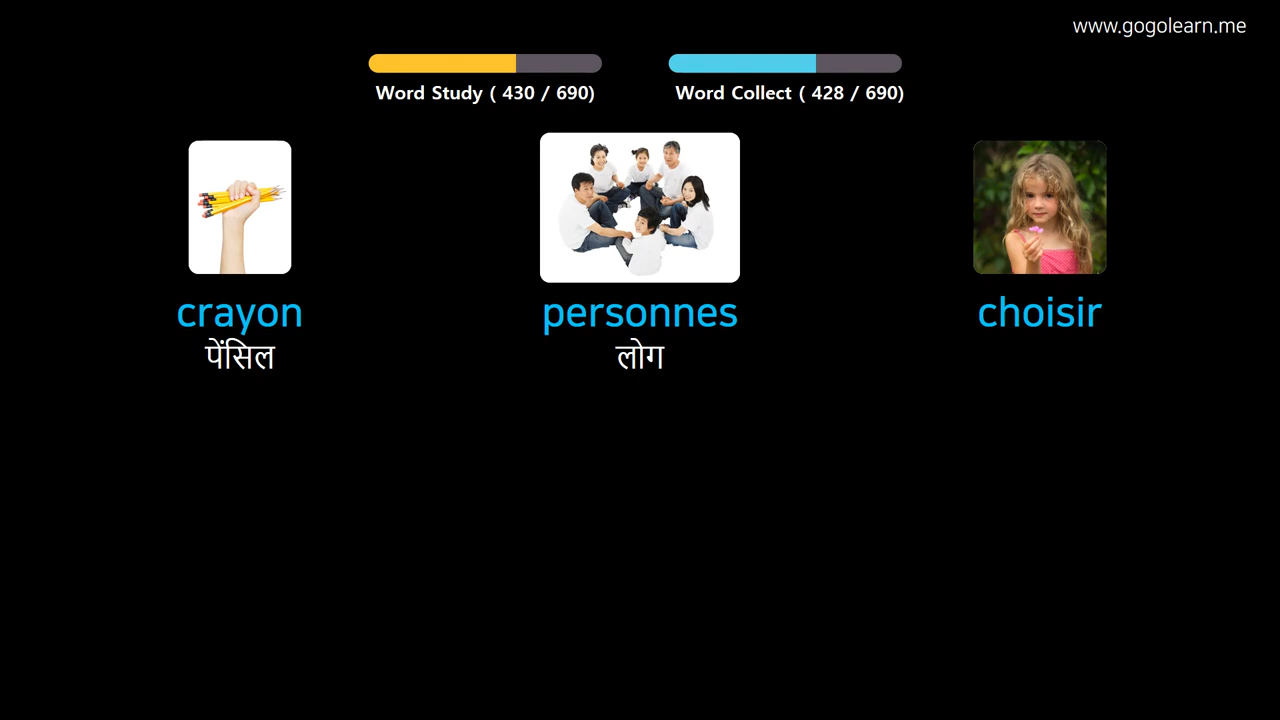 www.gogolearn.me
Word Study ( 430 / 690)
Word Collect ( 428 / 690)
crayon
पेंसिल
personnes
लोग
choisir